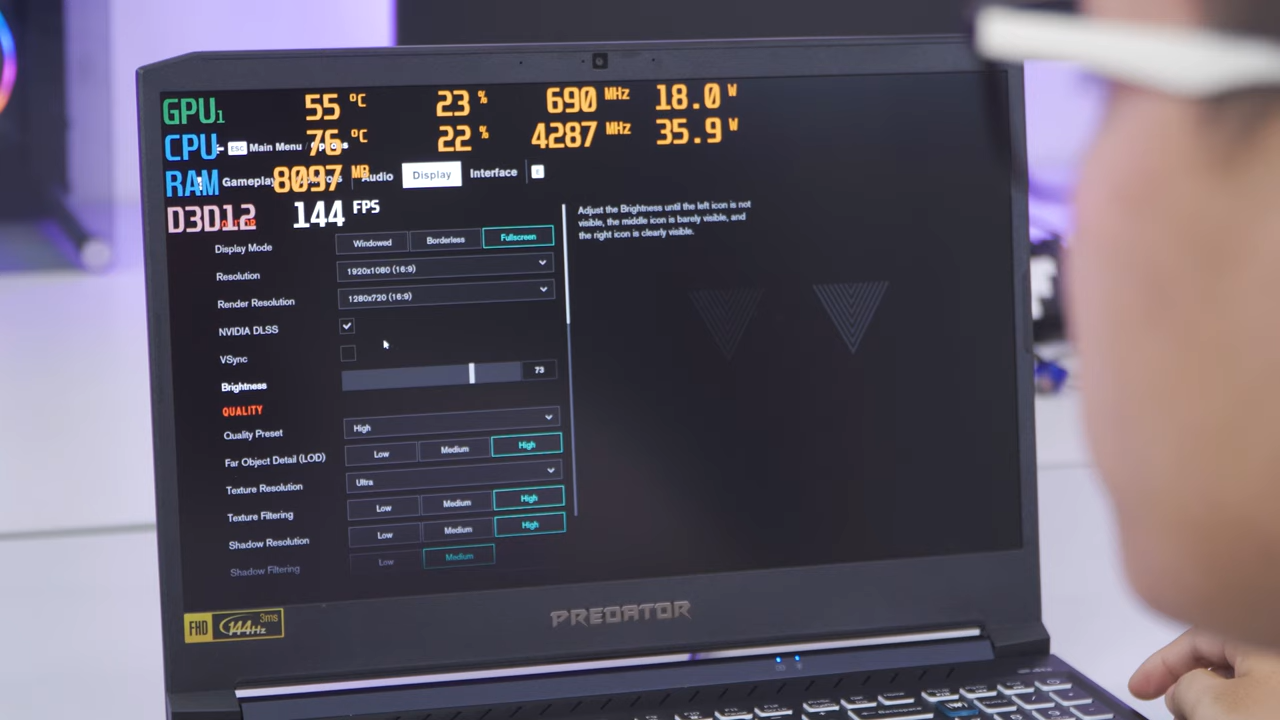 GPU1 55 °C 23 % 690 MHz 18.0 W
CPU 76 °C 22 % 4287 MHz 35.9 W
Esc Main Menu /
RAM 8097 MB
Gameplay Audio Display Interface
D3D12 144 FPS
Adjust the Brightness until the left icon is not
visible, the middle icon is barely visible, and
the right icon is clearly visible.
Display Mode Windowed Borderless Fullscreen
Resolution 1920x1080 (16:9)
Render Resolution 1280x720 (16:9)
NVIDIA DLSS
VSync
Brightness 73
QUALITY
Quality Preset High
Far Object Detail (LOD) Low Medium High
Texture Resolution Ultra
Texture Filtering Low Medium High
Shadow Resolution Low Medium High
Shadow Filtering Low Medium
PREDATOR
FHD 144Hz 3ms